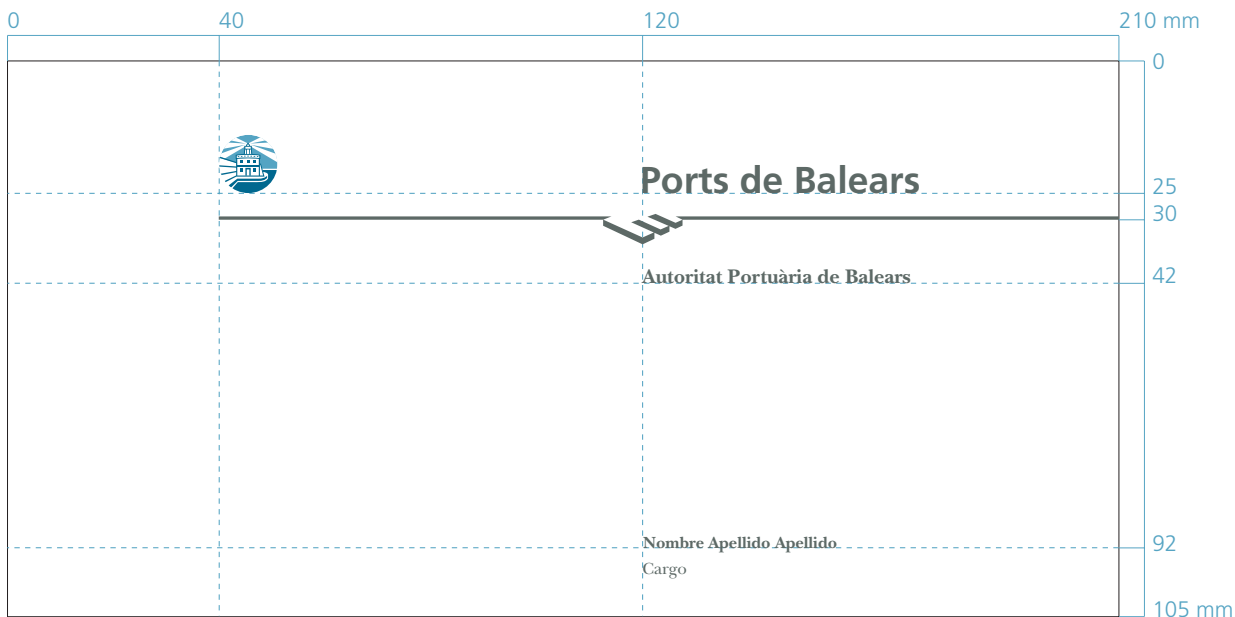 0 40 120 210 mm
0
Ports de Balears
25
30
Autoritat Portuària de Balears
42
Nombre Apellido Apellido
92
Cargo
105 mm